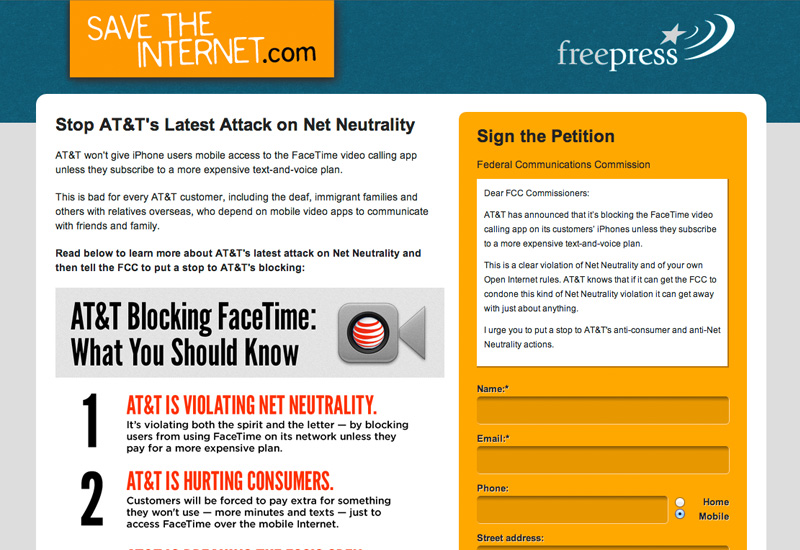 SAVE THE
INTERNET.com
freepress
Stop AT&T's Latest Attack on Net Neutrality
AT&T won't give iPhone users mobile access to the FaceTime video calling app
unless they subscribe to a more expensive text-and-voice plan.
This is bad for every AT&T customer, including the deaf, immigrant families and
others with relatives overseas, who depend on mobile video apps to communicate
with friends and family.
Read below to learn more about AT&T's latest attack on Net Neutrality and
then tell the FCC to put a stop to AT&T's blocking:
AT&T Blocking FaceTime:
What You Should Know
1 AT&T IS VIOLATING NET NEUTRALITY.
It's violating both the spirit and the letter — by blocking
users from using FaceTime on its network unless they
pay for a more expensive plan.
2 AT&T IS HURTING CONSUMERS.
Customers will be forced to pay extra for something
they won't use — more minutes and texts — just to
access FaceTime over the mobile Internet.
Sign the Petition
Federal Communications Commission
Dear FCC Commissioners:
AT&T has announced that it's blocking the FaceTime video
calling app on its customers' iPhones unless they subscribe
to a more expensive text-and-voice plan.
This is a clear violation of Net Neutrality and of your own
Open Internet rules. AT&T knows that if it can get the FCC to
condone this kind of Net Neutrality violation it can get away
with just about anything.
I urge you to put a stop to AT&T's anti-consumer and anti-Net
Neutrality actions.
Name:*
Email:*
Phone:
Home
Mobile
Street address: